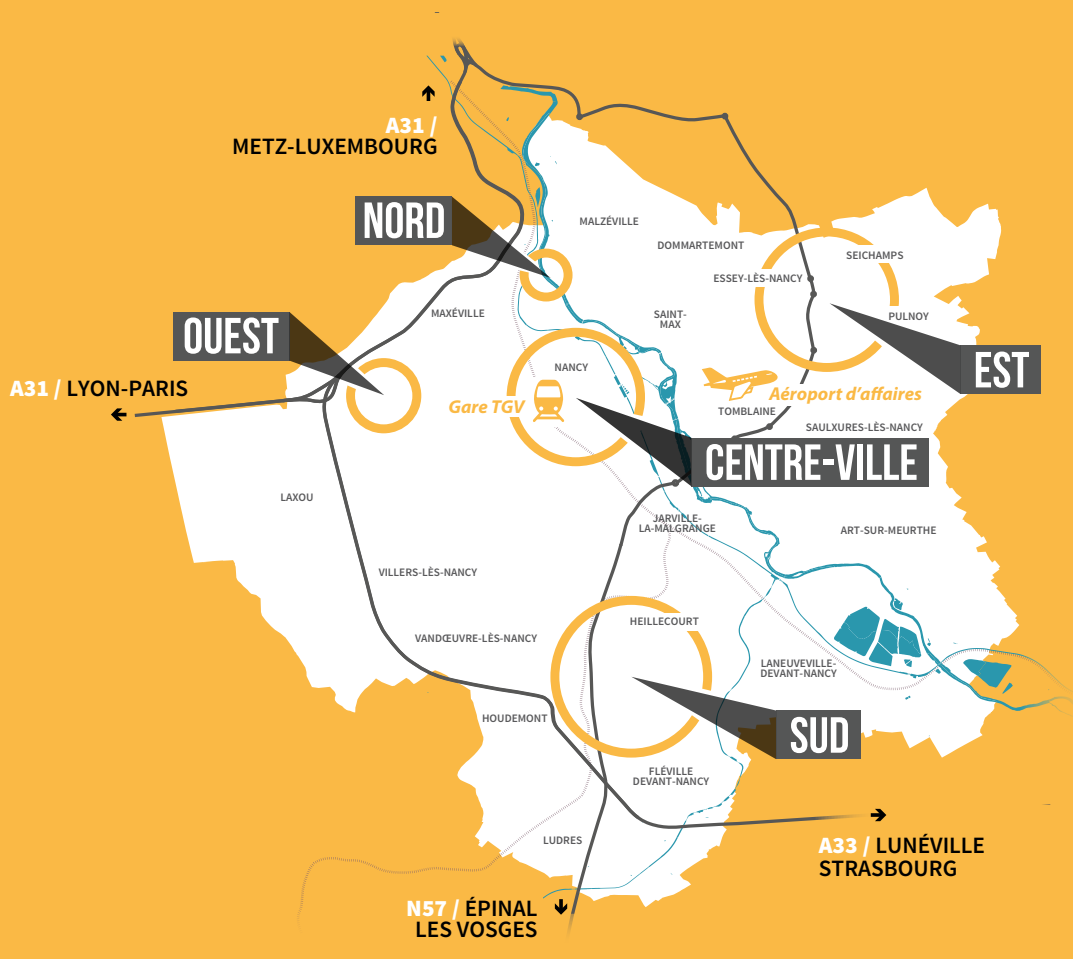 A31 /
METZ-LUXEMBOURG
NORD
MALZÉVILLE
DOMMARTEMONT
SEICHAMPS
ESSEY-LÈS-NANCY
MAXÉVILLE
SAINT-
MAX
PULNOY
OUEST
EST
NANCY
A31 / LYON-PARIS
Gare TGV
Aéroport d'affaires
TOMBLAINE
SAULXURES-LÈS-NANCY
CENTRE-VILLE
LAXOU
JARVILLE-
LA-MALGRANGE
ART-SUR-MEURTHE
VILLERS-LÈS-NANCY
HEILLECOURT
VANDŒUVRE-LÈS-NANCY
LANEUVEVILLE-
DEVANT-NANCY
HOUDEMONT
SUD
FLÉVILLE
DEVANT-NANCY
LUDRES
A33 / LUNÉVILLE
STRASBOURG
N57 / ÉPINAL
LES VOSGES